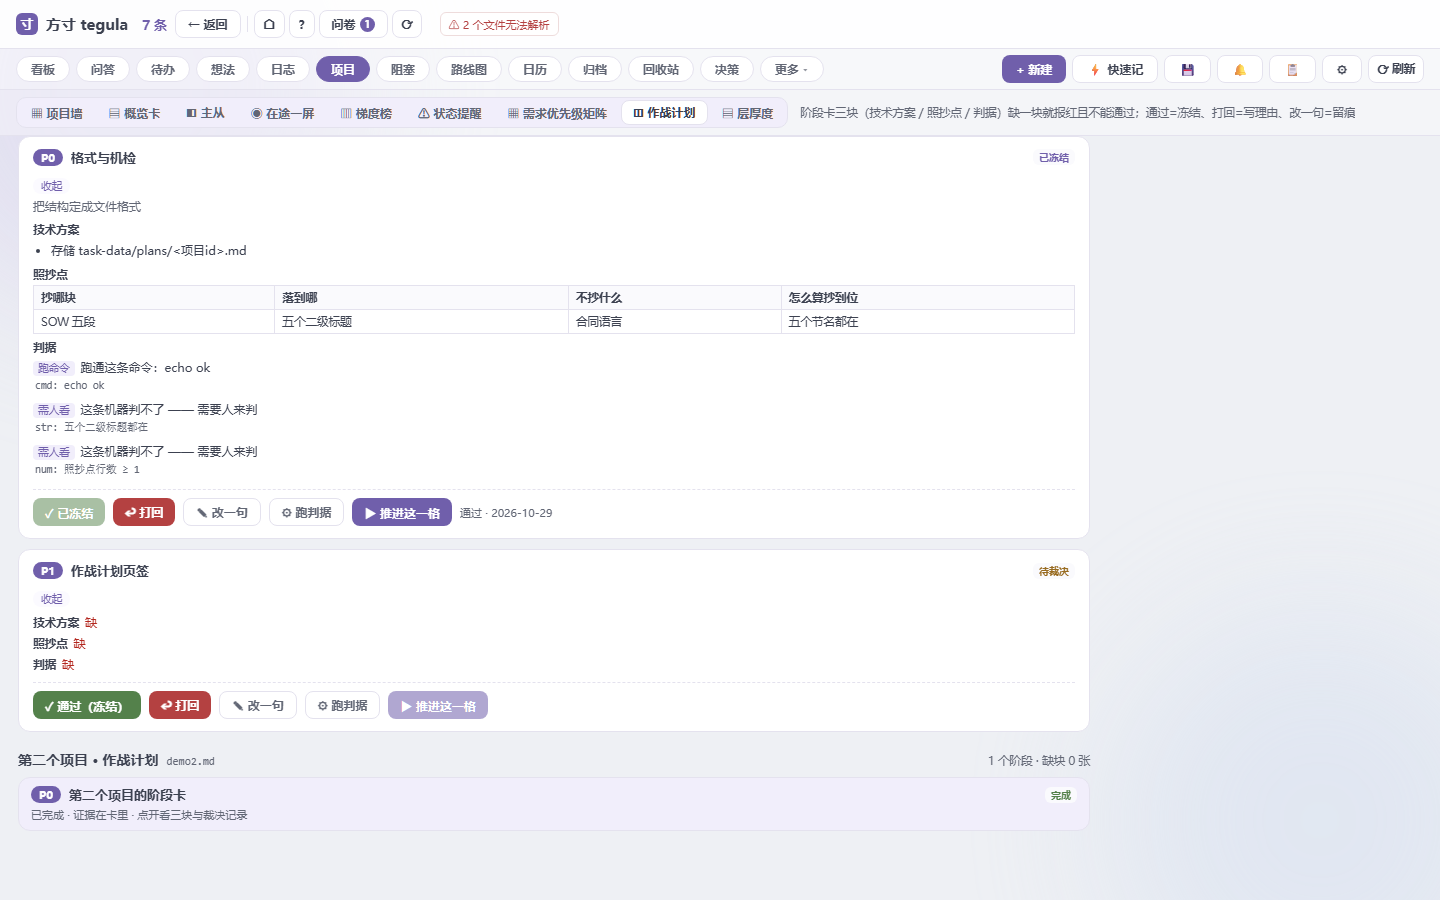 寸 方寸 tegula 7 条 ← 返回 ? 问卷 1 ⚠ 2 个文件无法解析
看板 问答 待办 想法 日志 项目 阻塞 路线图 日历 归档 回收站 决策 更多 + 新建 快速记 刷新
项目墙 概览卡 主从 在途一屏 梯度榜 状态提醒 需求优先级矩阵 作战计划 层厚度 阶段卡三块（技术方案 / 照抄点 / 判据）缺一块就报红且不能通过；通过=冻结、打回=写理由、改一句=留痕
P0 格式与机检 已冻结
收起
把结构定成文件格式
技术方案
• 存储 task-data/plans/<项目id>.md
照抄点
抄哪块 落到哪 不抄什么 怎么算抄到位
SOW 五段 五个二级标题 合同语言 五个节名都在
判据
跑命令 跑通这条命令：echo ok
cmd: echo ok
需人看 这条机器判不了 —— 需要人来判
str: 五个二级标题都在
需人看 这条机器判不了 —— 需要人来判
num: 照抄点行数 ≥ 1
✓ 已冻结 打回 改一句 跑判据 ▶ 推进这一格 通过 · 2026-10-29
P1 作战计划页签 待裁决
收起
技术方案 缺
照抄点 缺
判据 缺
✓ 通过（冻结） 打回 改一句 跑判据 ▶ 推进这一格
第二个项目 • 作战计划 demo2.md 1 个阶段 · 缺块 0 张
P0 第二个项目的阶段卡 完成
已完成 · 证据在卡里 · 点开看三块与裁决记录